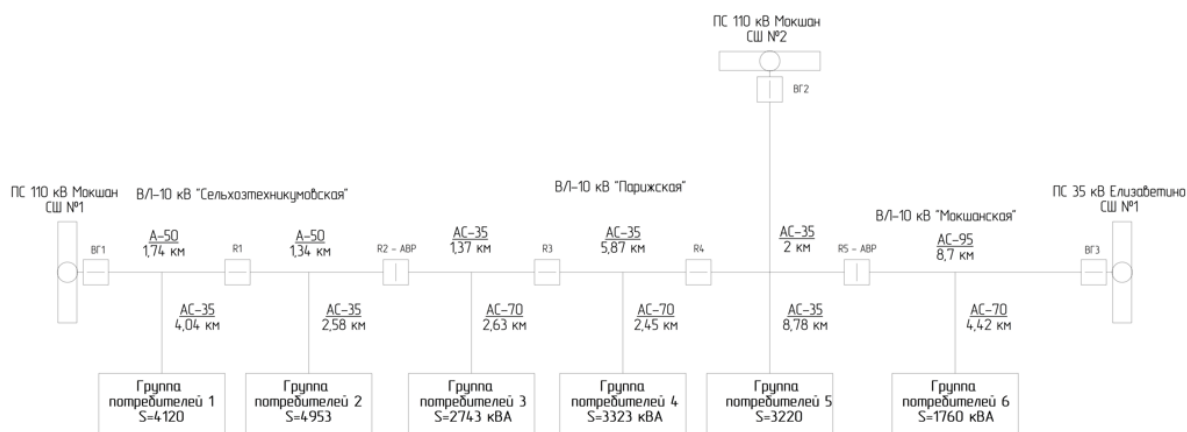 ПС 110 кВ Мокшан
СШ №2
ВГ2
ПС 110 кВ Мокшан
СШ №1
ВЛ-10 кВ "Сельхозтехникумовская"
ВЛ-10 кВ "Парижская"
ВЛ-10 кВ "Мокшанская"
ПС 35 кВ Елизаветино
СШ №1
ВГ1
А-50
1,74 км
R1
А-50
1,34 км
R2 - АВР
АС-35
1,37 км
R3
АС-35
5,87 км
R4
АС-35
2 км
R5 - АВР
АС-95
8,7 км
ВГ3
АС-35
4,04 км
АС-35
2,58 км
АС-70
2,63 км
АС-70
2,45 км
АС-35
8,78 км
АС-70
4,42 км
Группа
потребителей 1
S=4120
Группа
потребителей 2
S=4953
Группа
потребителей 3
S=2743 кВА
Группа
потребителей 4
S=3323 кВА
Группа
потребителей 5
S=3220
Группа
потребителей 6
S=1760 кВА